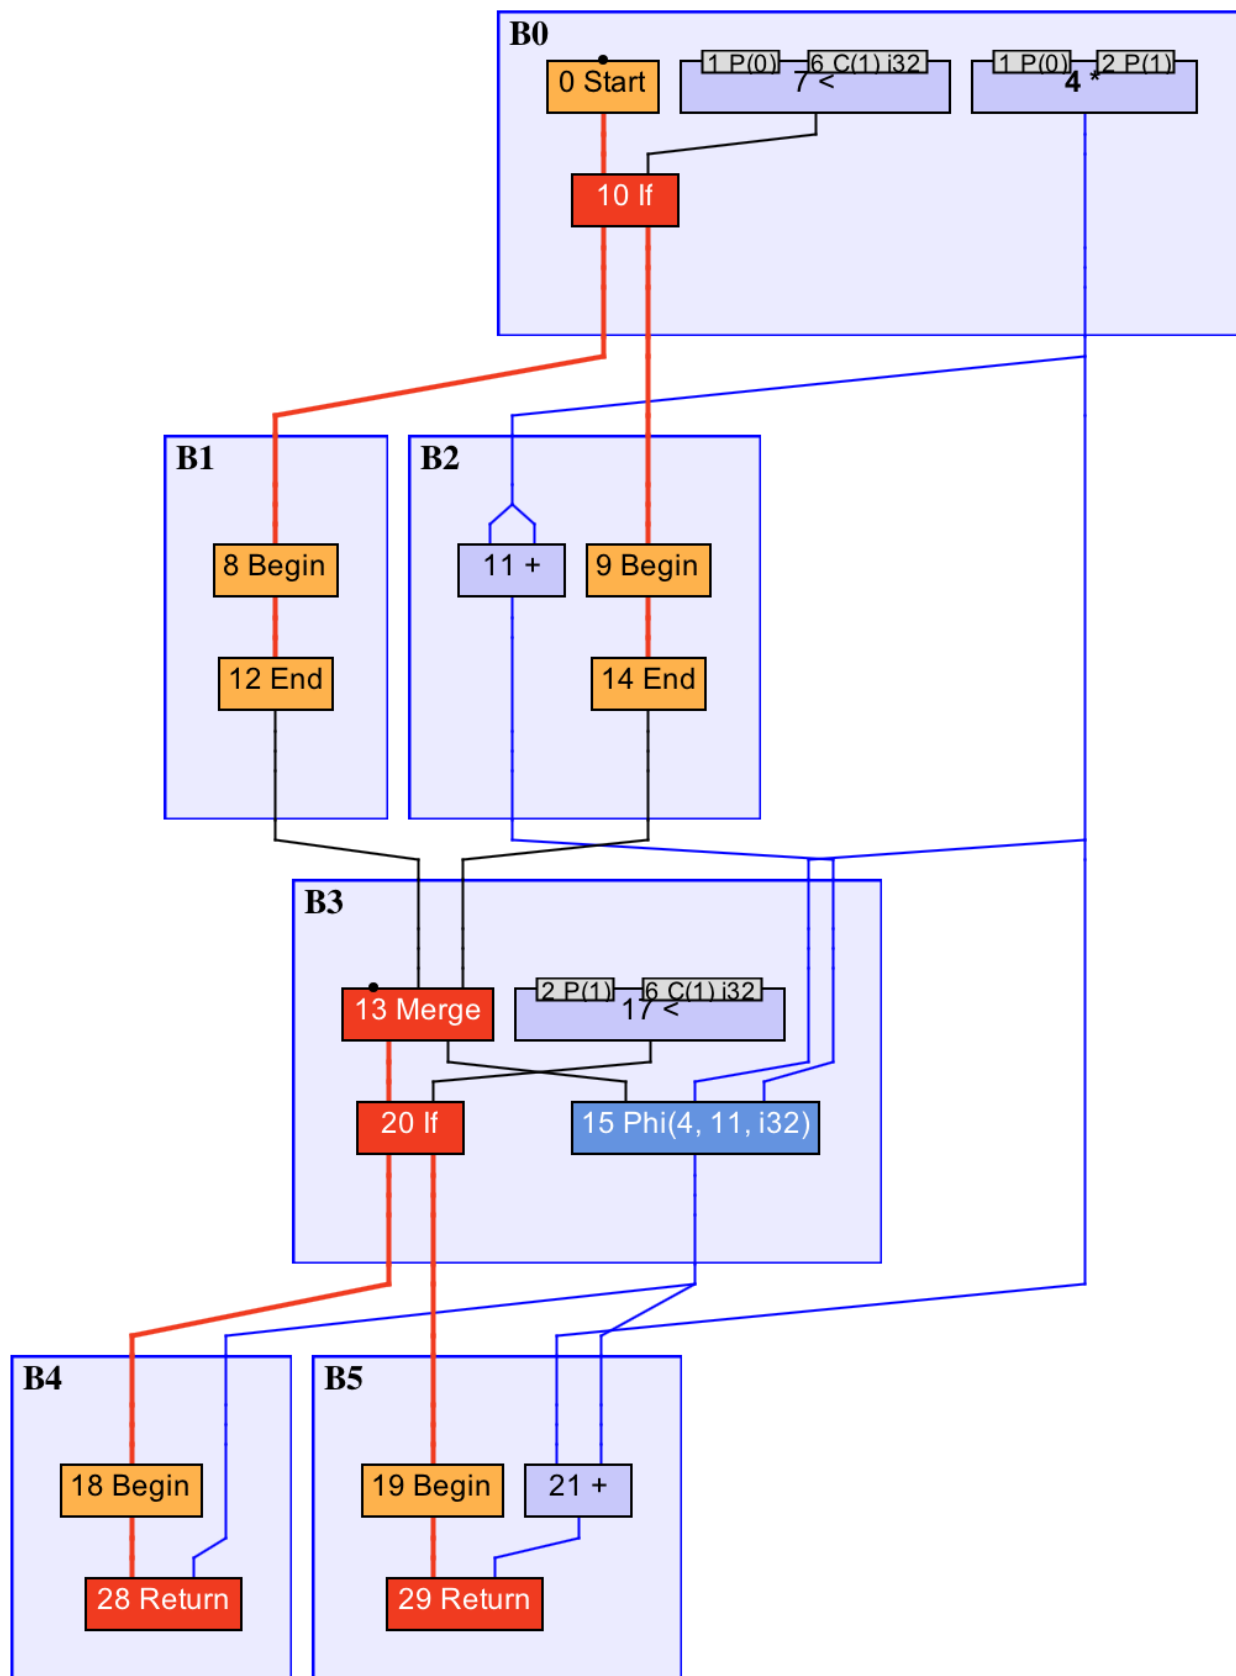 B0
1 P(0) 6 C(1) i32 1 P(0) 2 P(1)
0 Start 7 < 4 *
10 If
B1 B2
8 Begin 11 + 9 Begin
12 End 14 End
B3
2 P(1) 6 C(1) i32
13 Merge 17 <
20 If 15 Phi(4, 11, i32)
B4 B5
18 Begin 19 Begin 21 +
28 Return 29 Return